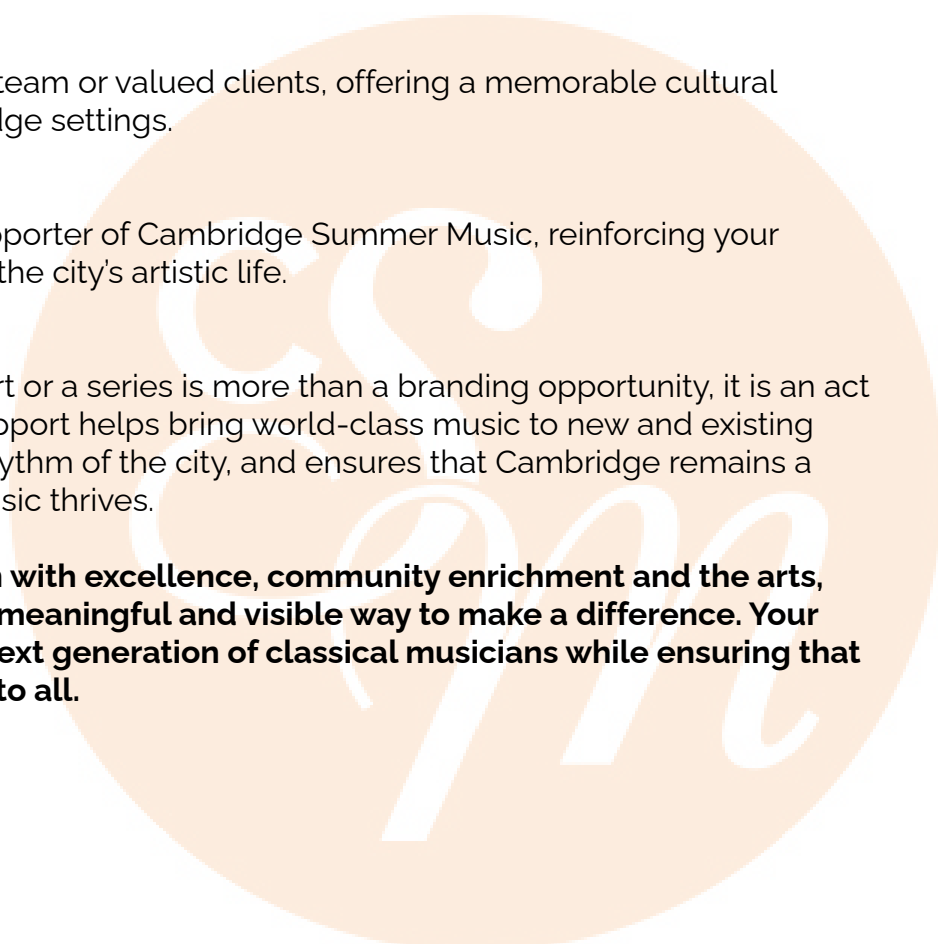 team or valued clients, offering a memorable cultural
dge settings.
pporter of Cambridge Summer Music, reinforcing your
the city's artistic life.
rt or a series is more than a branding opportunity, it is an act
pport helps bring world-class music to new and existing
ythm of the city, and ensures that Cambridge remains a
sic thrives.
with excellence, community enrichment and the arts,
meaningful and visible way to make a difference. Your
ext generation of classical musicians while ensuring that
to all.
CSM